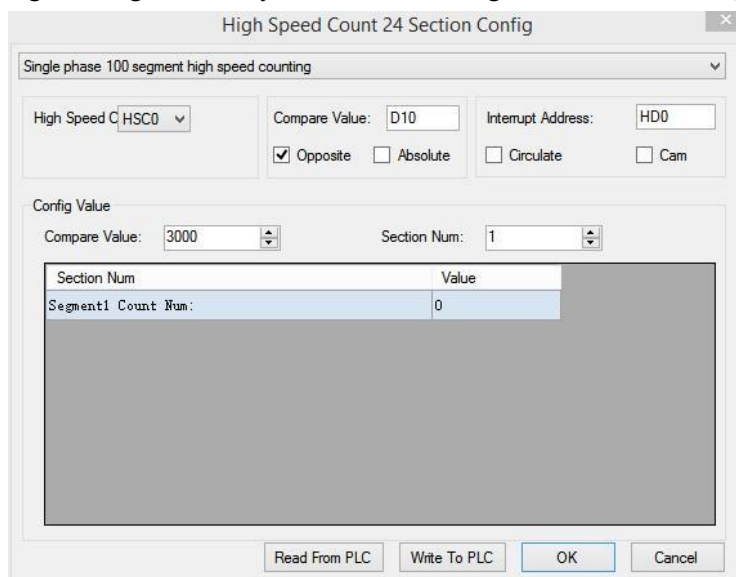 High Speed Count 24 Section Config
Single phase 100 segment high speed counting
High Speed C HSC0 Compare Value: D10 Interrupt Address: HD0
Opposite Absolute Circulate Cam
Config Value
Compare Value: 3000 Section Num: 1
Section Num Value
Segment1 Count Num: 0
Read From PLC Write To PLC OK Cancel